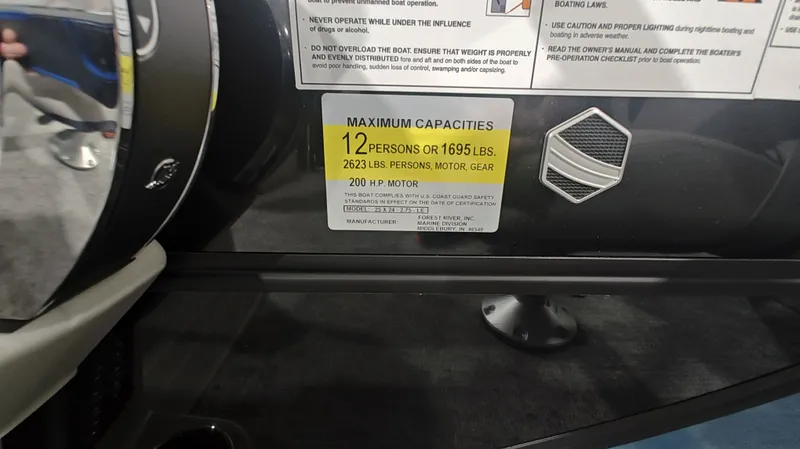 to prevent unmanned boat operation.
· NEVER OPERATE WHILE UNDER THE INFLUENCE
of drugs or alcohol.
· DO NOT OVERLOAD THE BOAT. ENSURE THAT WEIGHT IS PROPERLY
AND EVENLY DISTRIBUTED fore and aft and on both sides of the boat to
avoid poor handling, sudden loss of control, swamping and/or capsizing.
BOATING LAWS.
· USE CAUTION AND PROPER LIGHTING during nighttime boating and
boating in adverse weather.
· READ THE OWNER'S MANUAL AND COMPLETE THE BOATER'S
PRE-OPERATION CHECKLIST prior to boat operation.
MAXIMUM CAPACITIES
12 PERSONS OR 1695 LBS.
2623 LBS. PERSONS, MOTOR, GEAR
200 H.P. MOTOR
THIS BOAT COMPLIES WITH U.S. COAST GUARD SAFETY
STANDARDS IN EFFECT ON THE DATE OF CERTIFICATION
MODEL:
MANUFACTURER: FOREST RIVER, INC.
MARINE DIVISION
MIDDLEBURY, IN 46540